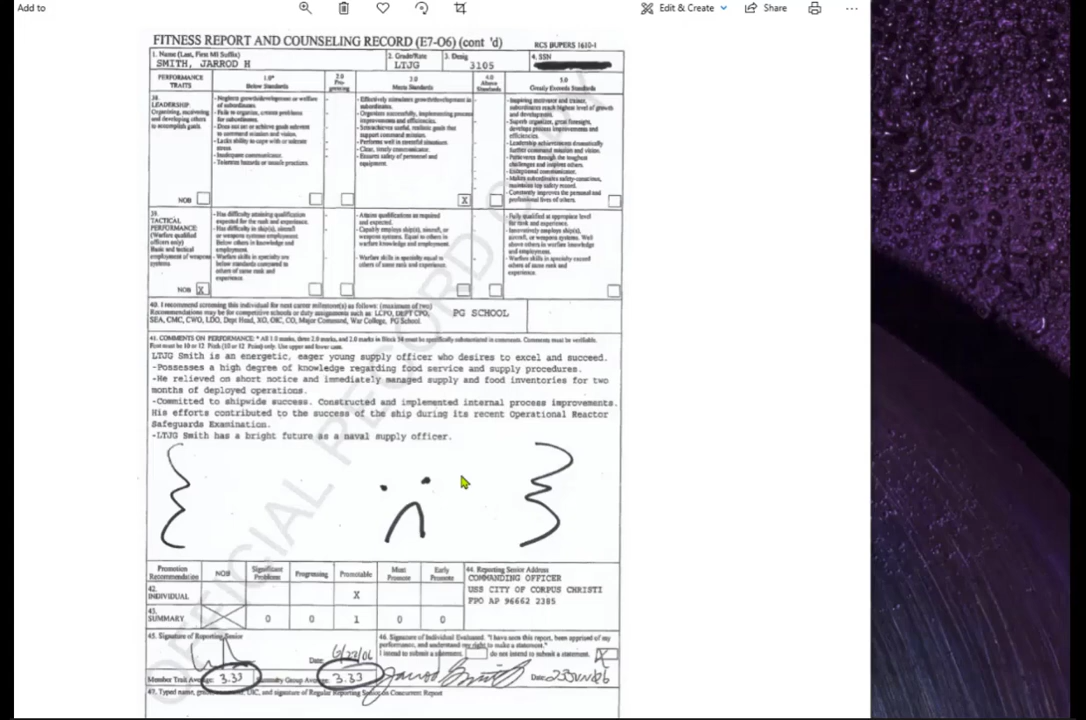 Add to
Edit & Create
Share
FITNESS REPORT AND COUNSELING RECORD (E7-O6) (cont 'd)
RCS BUPERS 1610-1
1. Name (Last, First MI Suffix)
SMITH, JARROD H
2. Grade/Rate
LTJG
3. Desig
3105
4. SSN
PERFORMANCE TRAITS
1.0*
Below Standards
2.0
Pro-
gressing
3.0
Meets Standards
4.0
Above
Standards
5.0
Greatly Exceeds Standards
38.
LEADERSHIP
Organizing, motivating
and developing others
to accomplish goals.
- Neglects growth/development or welfare
of subordinates.
- Fails to organize, creates problems
for subordinates.
- Does not set or achieve goals relevant
to command mission and vision.
- Lacks ability to cope with or tolerate
stress.
- Inadequate communicator.
- Tolerates hazards or unsafe practices.
- Effectively stimulates growth/development in
subordinates.
- Organizes successfully, implementing process
improvements and efficiencies.
- Sets/achieves useful, realistic goals that
support command mission.
- Performs well in stressful situations.
- Clear, timely communicator.
- Ensures safety of personnel and
equipment.
- Inspiring motivator and trainer,
subordinates reach highest level of growth
and development.
- Superb organizer, great foresight,
develops process improvements and
efficiencies.
- Leadership achievements dramatically
further command mission and vision.
- Perseveres through the toughest
challenges and inspires others.
- Exceptional communicator.
- Makes subordinates safety-conscious,
maintains top safety record.
- Constantly improves the personal and
professional lives of others.
NOB
X
39.
TACTICAL
PERFORMANCE:
(Warfare qualified
officers only)
Basic and tactical
employment of weapons
systems.
- Has difficulty attaining qualifications
expected for the rank and experience.
- Has difficulty in ship(s), aircraft
or weapons systems employment.
Below others in knowledge and
employment.
- Warfare skills in specialty are
below standards compared to
others of same rank and
experience.
- Attains qualifications as required
and expected.
- Capably employs ship(s), aircraft, or
weapons systems. Equal to others in
warfare knowledge and employment.
- Warfare skills in specialty equal to
others of same rank and experience.
- Fully qualified at appropriate level
for rank and experience.
- Innovatively employs ship(s),
aircraft, or weapons systems. Well
above others in warfare knowledge
and employment.
- Warfare skills in specialty exceed
others of same rank and
experience.
NOB X
40. I recommend screening this individual for next career milestone(s) as follows: (maximum of two)
Recommendations may be for competitive schools or duty assignments such as: LCPO, DEPT CPO,
SEA, CMC, CWO, LDO, Dept Head, XO, OIC, CO, Major Command, War College, PG School.
PG SCHOOL
41. COMMENTS ON PERFORMANCE: * All 1.0 marks, three 2.0 marks, and 2.0 marks in Block 34 must be specifically substantiated in comments. Comments must be verifiable.
Font must be 10 or 12 Pitch (10 or 12 Point) only. Use upper and lower case.
LTJG Smith is an energetic, eager young supply officer who desires to excel and succeed.
-Possesses a high degree of knowledge regarding food service and supply procedures.
-He relieved on short notice and immediately managed supply and food inventories for two
months of deployed operations.
-Committed to shipwide success. Constructed and implemented internal process improvements.
His efforts contributed to the success of the ship during its recent Operational Reactor
Safeguards Examination.
-LTJG Smith has a bright future as a naval supply officer.
OFFICIAL RECORD COPY
Promotion
Recommendation
NOB
Significant
Problems
Progressing
Promotable
Must
Promote
Early
Promote
44. Reporting Senior Address
COMMANDING OFFICER
USS CITY OF CORPUS CHRISTI
FPO AP 96662 2385
42.
INDIVIDUAL
X
43.
SUMMARY
0
0
1
0
0
45. Signature of Reporting Senior
Date: 6/23/06
46. Signature of Individual Evaluated. "I have seen this report, been apprised of my
performance, and understand my right to make a statement."
I intend to submit a statement.
do not intend to submit a statement.
X
Jarrod Smith
Date: 23JUN06
Member Trait Average: 3.33
Summary Group Average: 3.33
47. Typed name, grade, UIC, and signature of Regular Reporting Senior on Concurrent Report